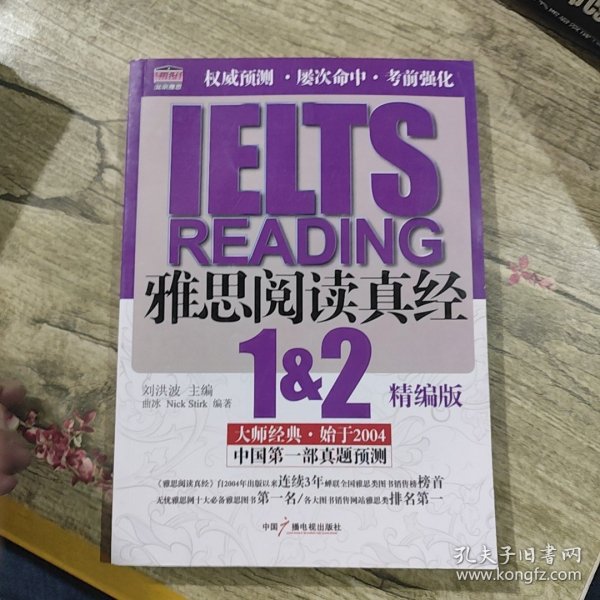 权威预测·屡次命中·考前强化
IELTS
READING
雅思阅读真经
1&2
精编版
刘洪波 主编
曲冰 Nick Stirk 编著
大师经典·始于2004
中国第一部真题预测
《雅思阅读真经》自2004年出版以来连续3年蝉联全国雅思类图书销售榜榜首
无忧雅思网十大必备雅思图书第一名/各大图书销售网站雅思类排名第一
中国广播电视出版社
孔夫子旧书网
www.kongfz.com